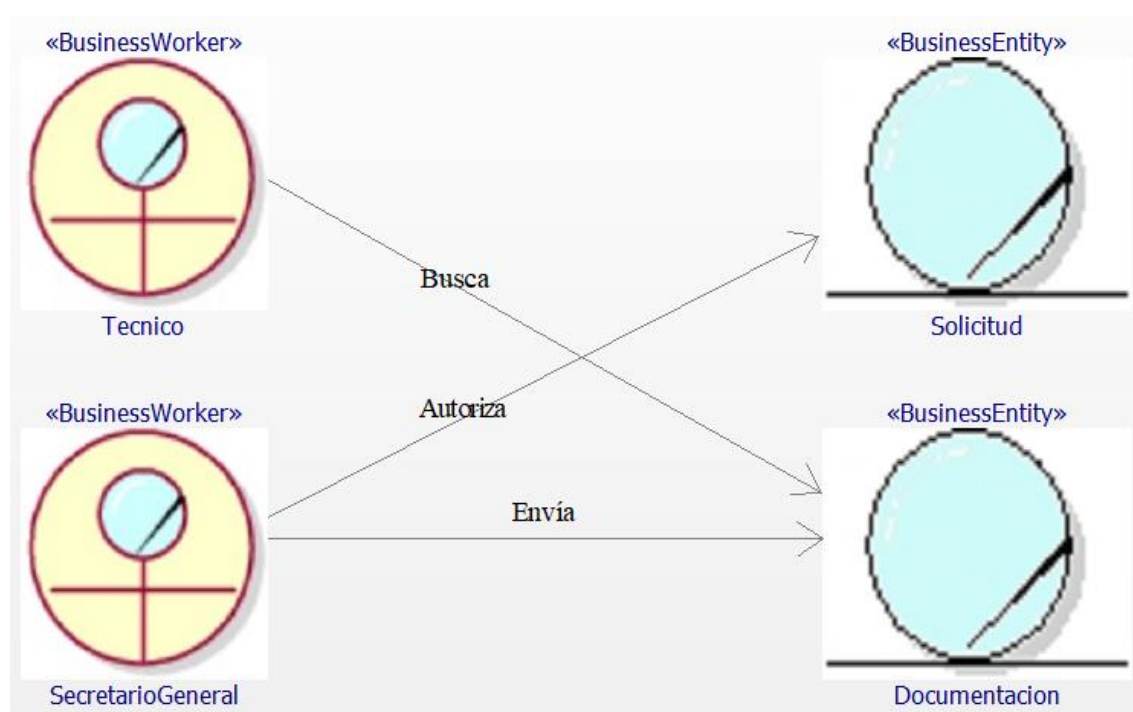 «BusinessWorker»
«BusinessEntity»
Tecnico
Busca
Solicitud
Autoriza
«BusinessWorker»
«BusinessEntity»
Envía
SecretarioGeneral
Documentacion